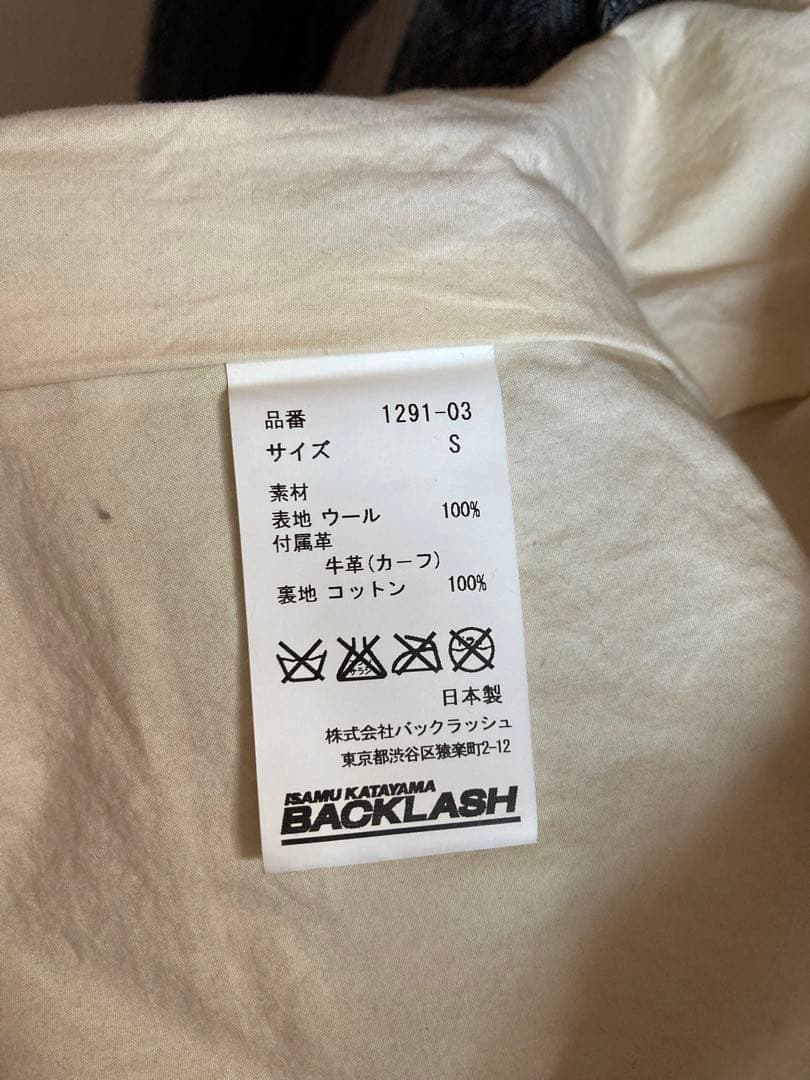 品番 1291-03
サイズ S
素材
表地 ウール 100%
付属革
牛革(カーフ)
裏地 コットン 100%
日本製
株式会社バックラッシュ
東京都渋谷区猿楽町2-12
ISAMU KATAYAMA
BACKLASH